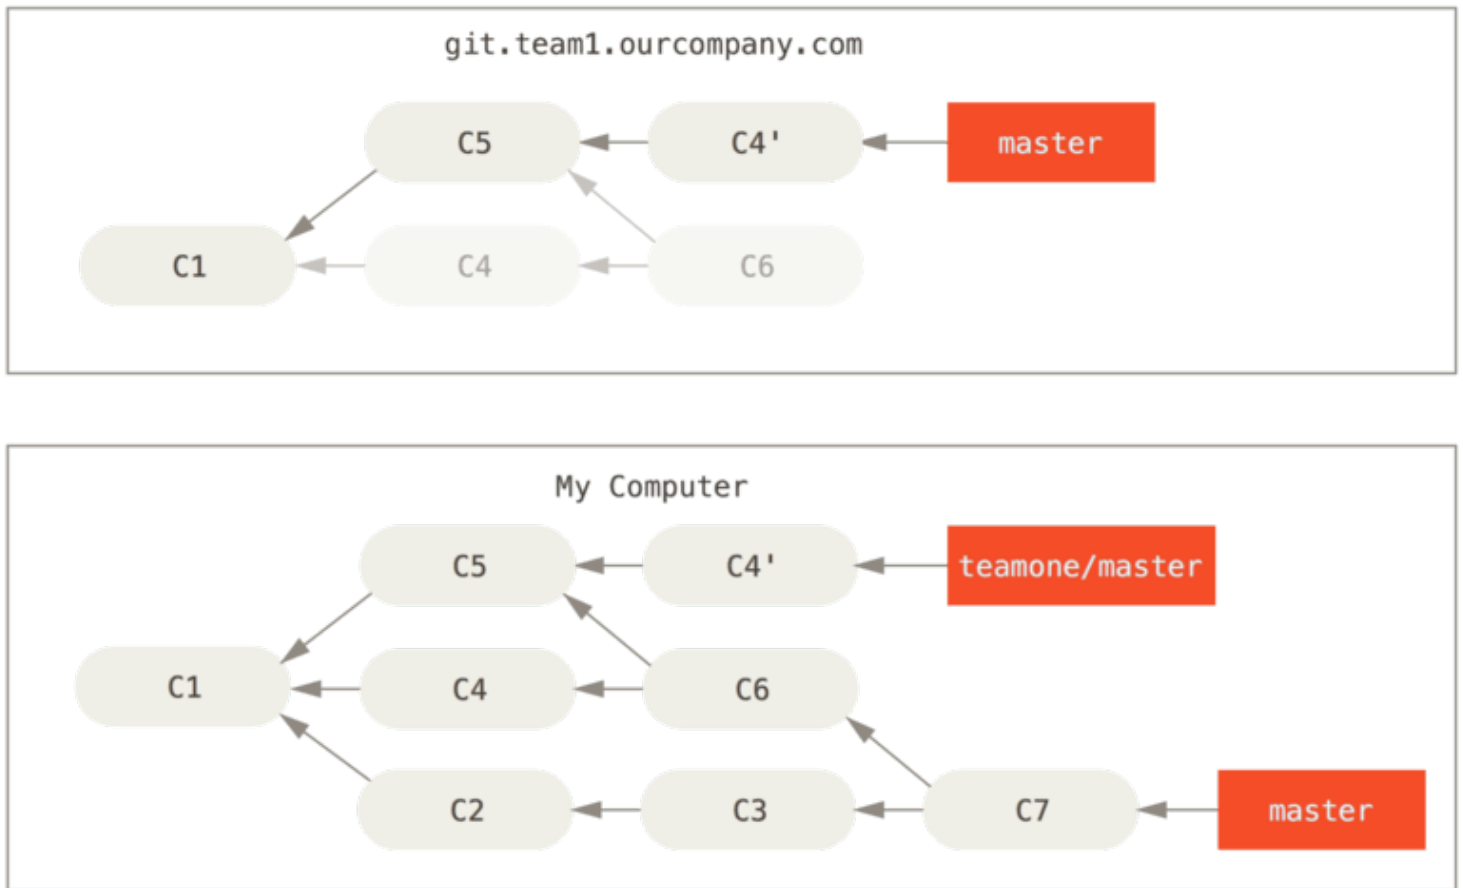 git.team1.ourcompany.com
C5 C4' master
C1 C4 C6
My Computer
C5 C4' teamone/master
C1 C4 C6
C2 C3 C7 master